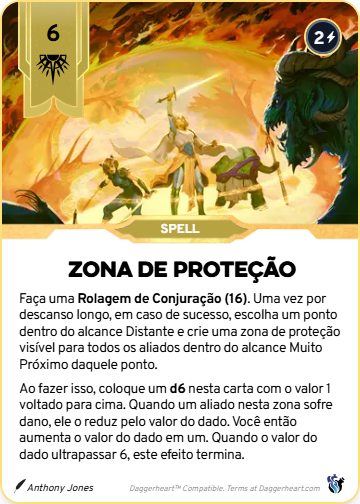 6
2
SPELL
ZONA DE PROTEÇÃO
Faça uma Rolagem de Conjuração (16). Uma vez por
descanso longo, em caso de sucesso, escolha um ponto
dentro do alcance Distante e crie uma zona de proteção
visível para todos os aliados dentro do alcance Muito
Próximo daquele ponto.
Ao fazer isso, coloque um d6 nesta carta com o valor 1
voltado para cima. Quando um aliado nesta zona sofre
dano, ele o reduz pelo valor do dado. Você então
aumenta o valor do dado em um. Quando o valor do
dado ultrapassar 6, este efeito termina.
Anthony Jones
Daggerheart™ Compatible. Terms at Daggerheart.com